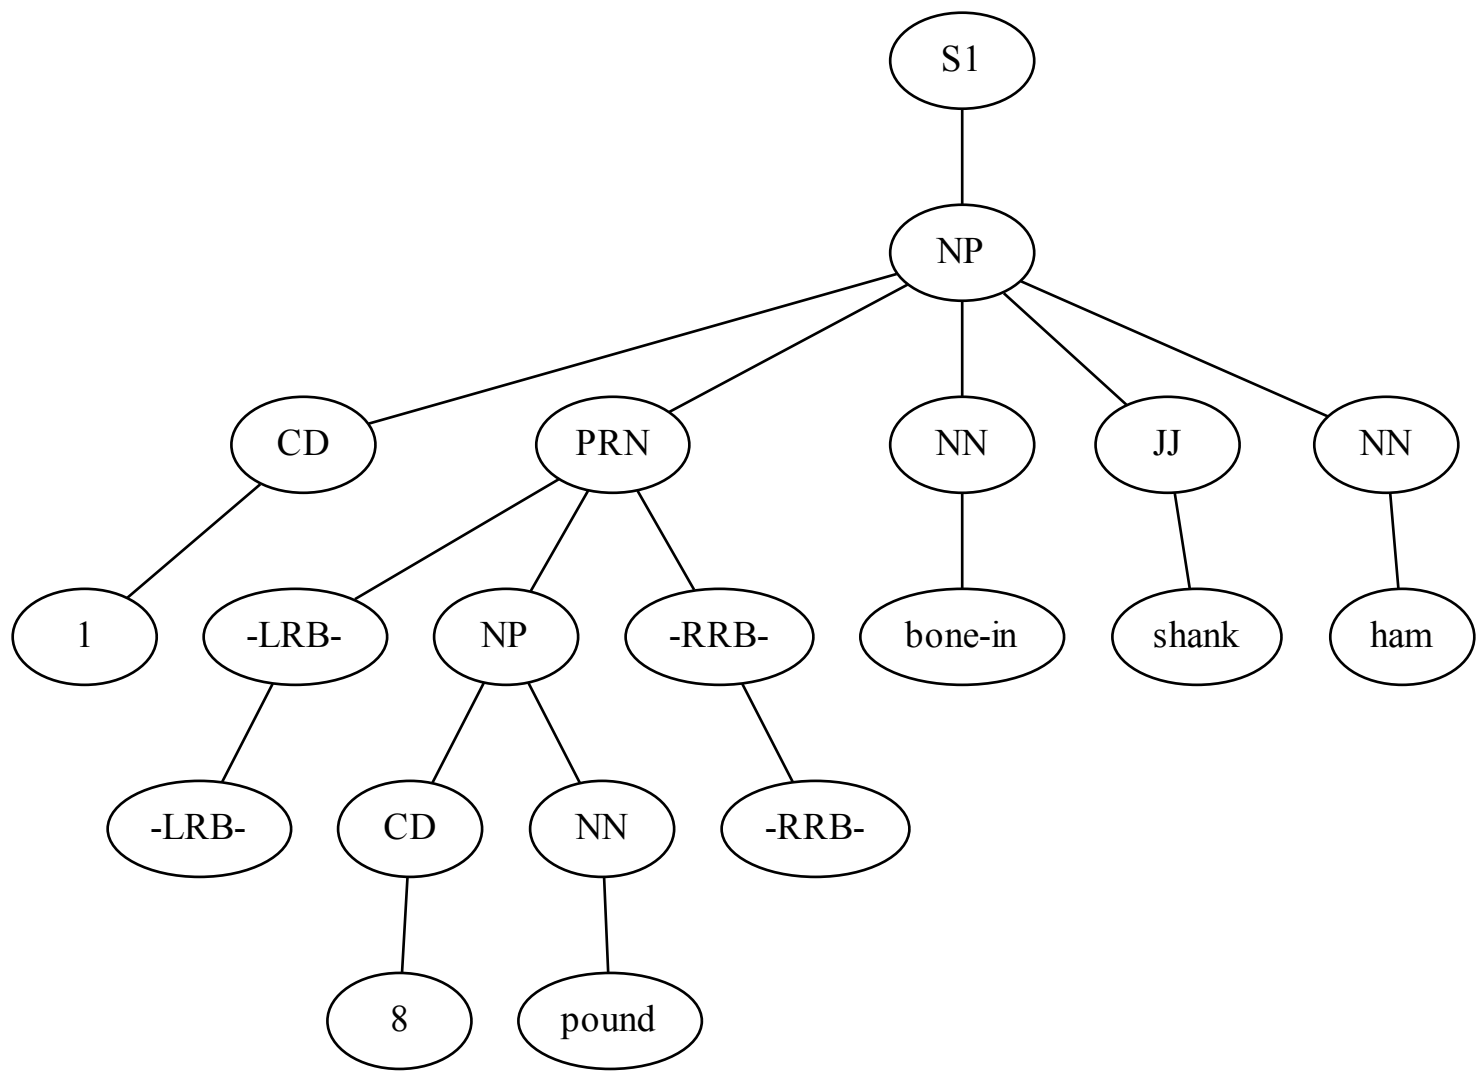 S1
NP
CD PRN NN JJ NN
1 -LRB- NP -RRB- bone-in shank ham
-LRB- CD NN -RRB-
8 pound